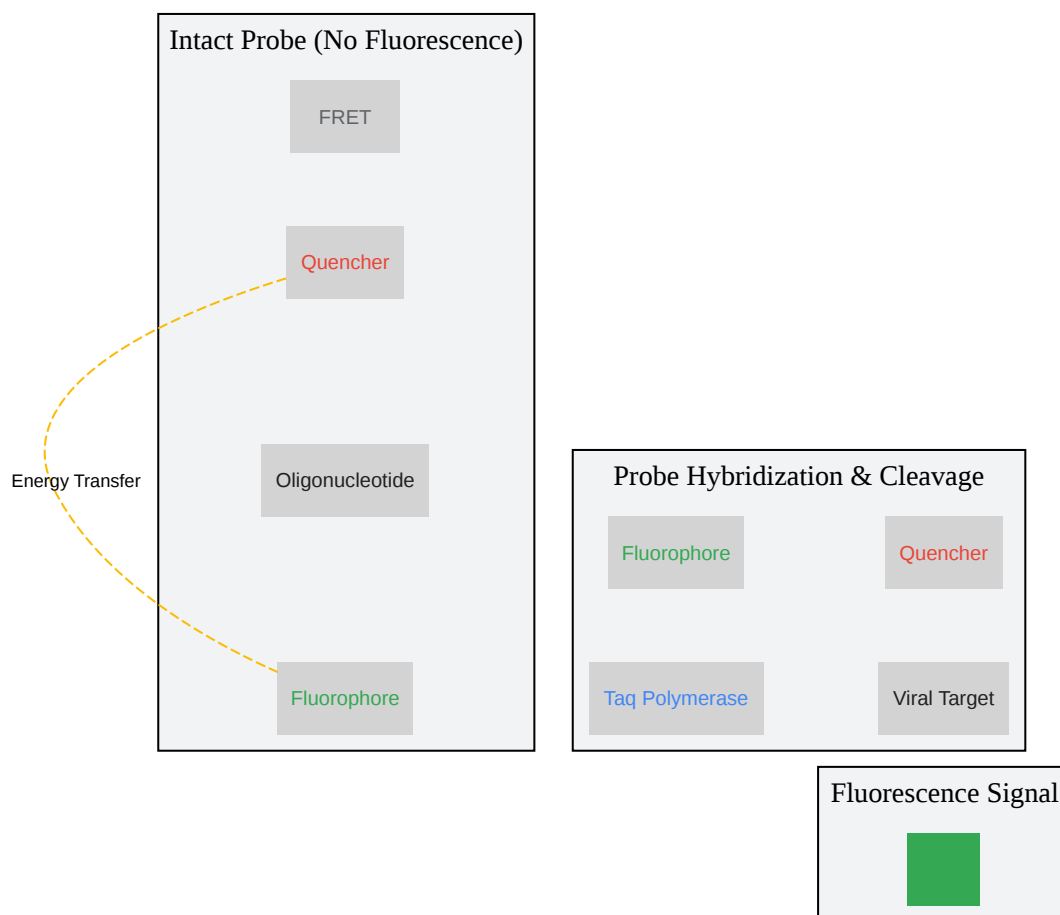 Intact Probe (No Fluorescence)
FRET
Quencher
Energy Transfer
Oligonucleotide
Fluorophore
Probe Hybridization & Cleavage
Fluorophore
Quencher
Taq Polymerase
Viral Target
Fluorescence Signal